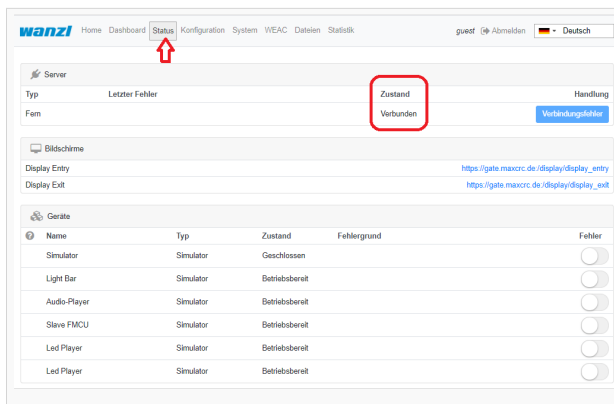 wanzl Home Dashboard Status Konfiguration System WEAC Dateien Statistik guest Abmelden Deutsch
Server
Typ Letzter Fehler Zustand Handlung
Fern Verbunden Verbindungsfehler
Bildschirme
Display Entry https://gate.maxcrc.de:/display/display_entry
Display Exit https://gate.maxcrc.de:/display/display_exit
Geräte
? Name Typ Zustand Fehlergrund Fehler
Simulator Simulator Geschlossen
Light Bar Simulator Betriebsbereit
Audio-Player Simulator Betriebsbereit
Slave FMCU Simulator Betriebsbereit
Led Player Simulator Betriebsbereit
Led Player Simulator Betriebsbereit